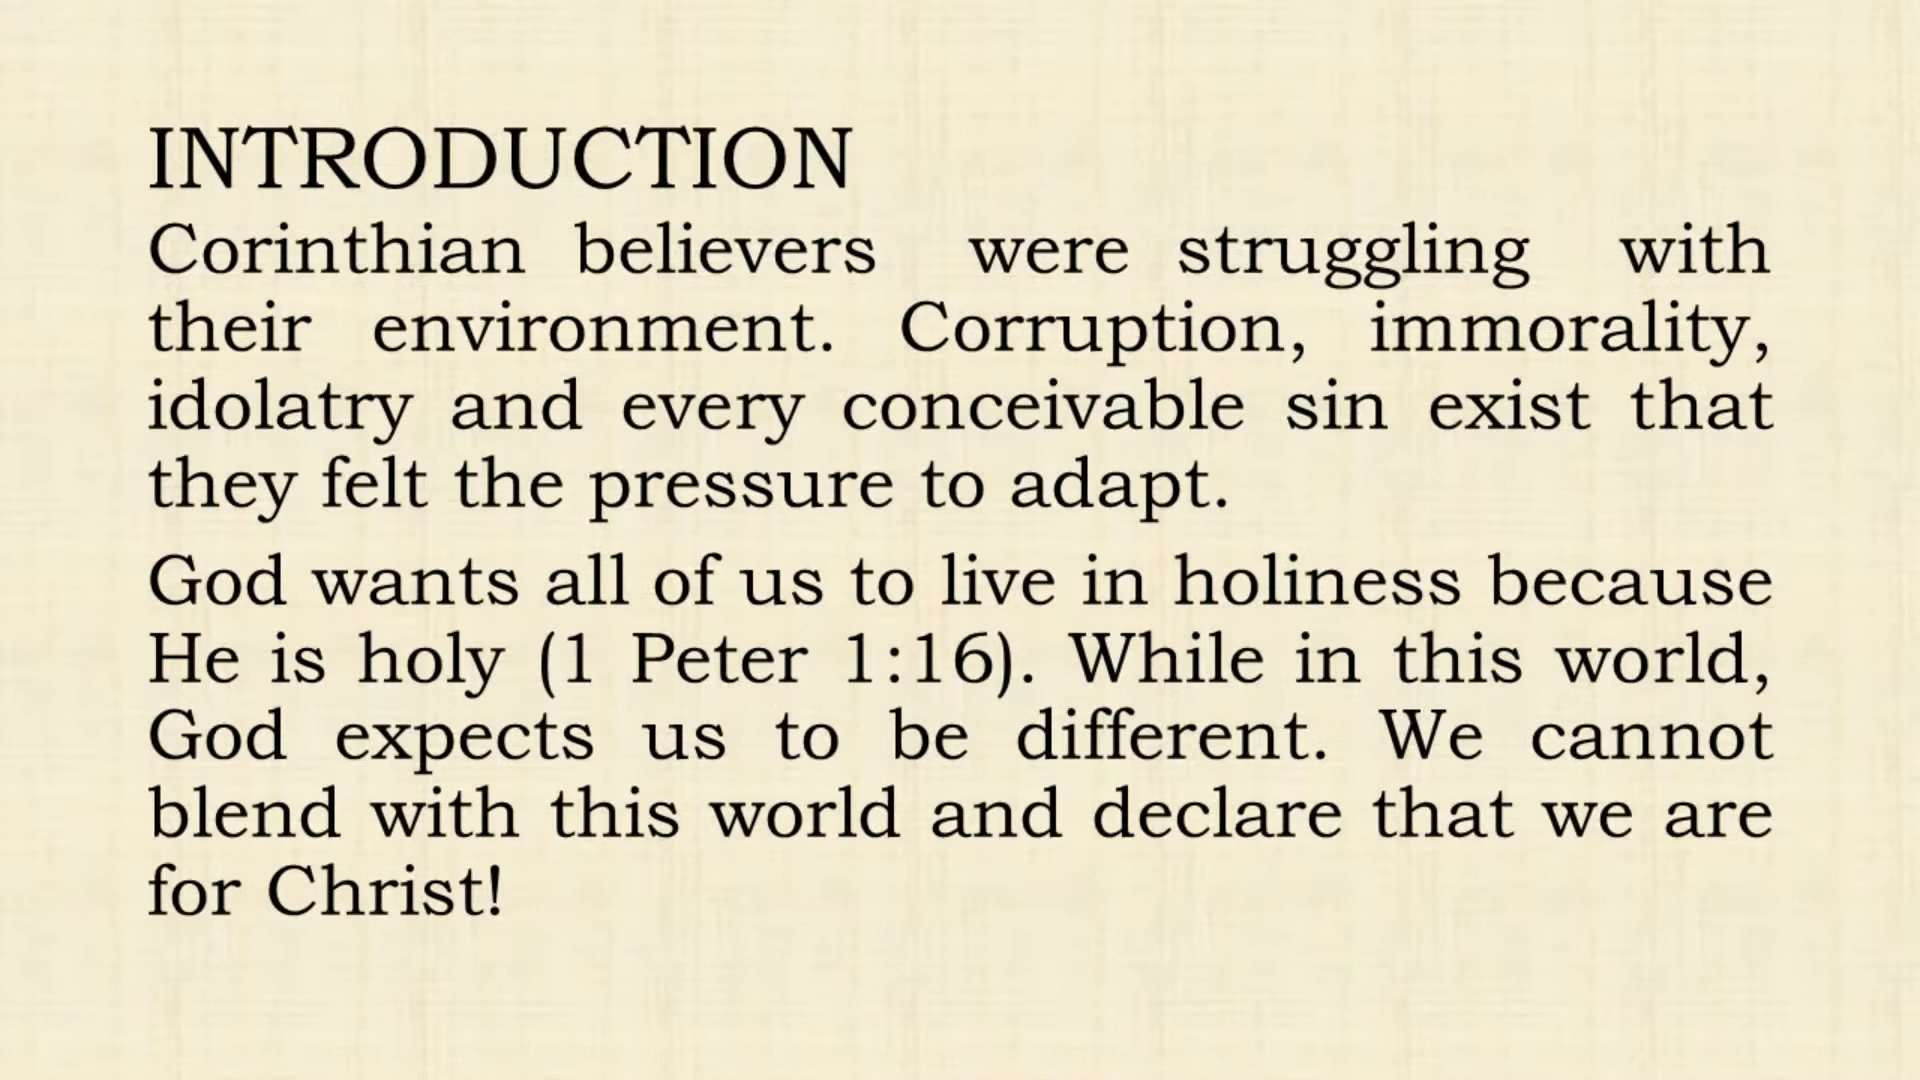 INTRODUCTION
Corinthian believers were struggling with
their environment. Corruption, immorality,
idolatry and every conceivable sin exist that
they felt the pressure to adapt.
God wants all of us to live in holiness because
He is holy (1 Peter 1:16). While in this world,
God expects us to be different. We cannot
blend with this world and declare that we are
for Christ!